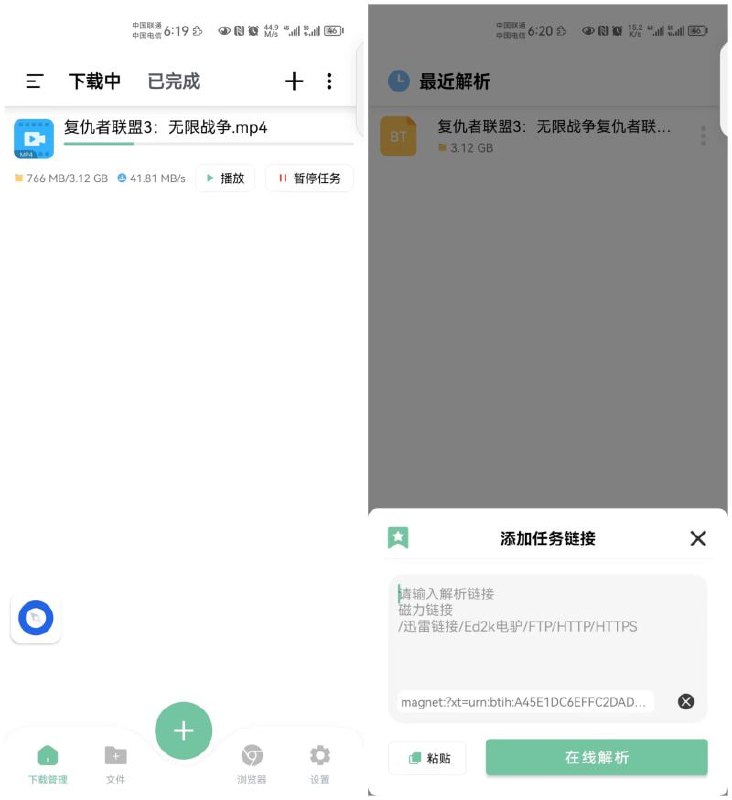 中国联通
中国电信
6:19
44.9
M/s
46
下载中
已完成
复仇者联盟3：无限战争.mp4
MP4
766 MB/3.12 GB
41.81 MB/s
播放
暂停任务
下载管理
文件
浏览器
设置
中国联通
中国电信
6:20
15.2
K/s
46
最近解析
BT
复仇者联盟3：无限战争复仇者联...
3.12 GB
添加任务链接
请输入解析链接
磁力链接
/迅雷链接/Ed2k电驴/FTP/HTTP/HTTPS
magnet:?xt=urn:btih:A45E1DC6EFFC2DAD...
粘贴
在线解析